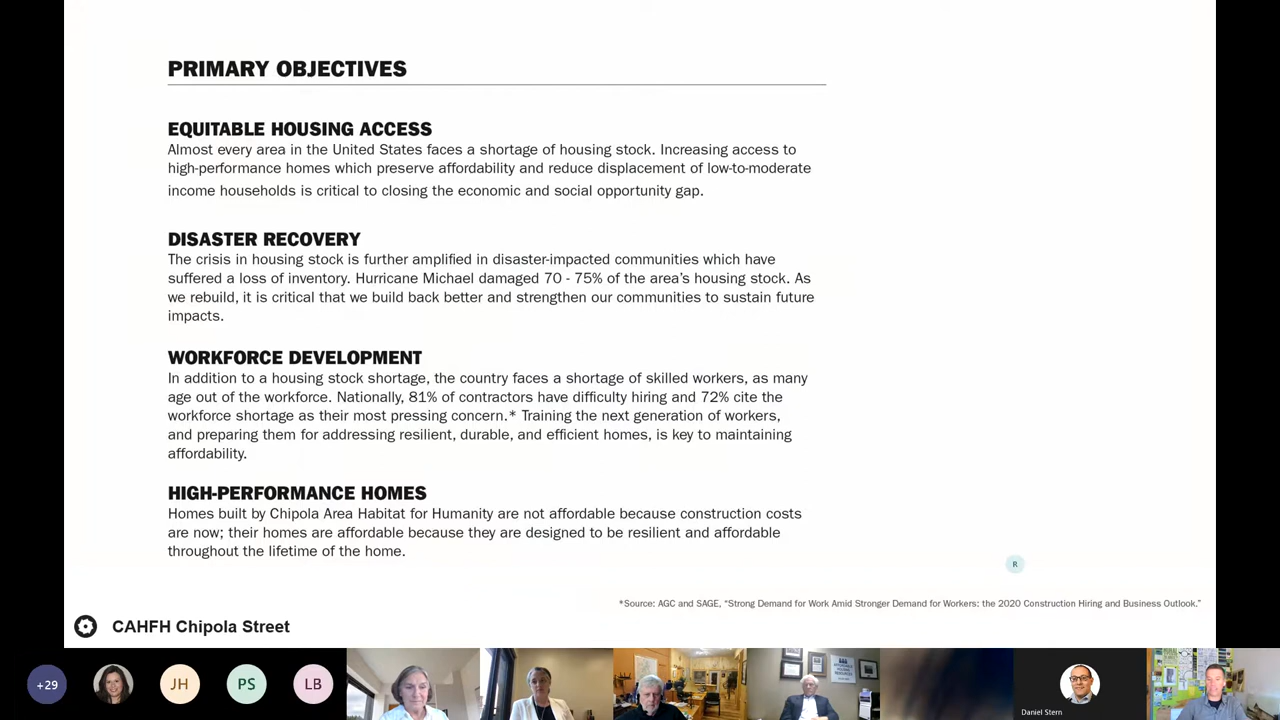 PRIMARY OBJECTIVES
EQUITABLE HOUSING ACCESS
Almost every area in the United States faces a shortage of housing stock. Increasing access to
high-performance homes which preserve affordability and reduce displacement of low-to-moderate
income households is critical to closing the economic and social opportunity gap.
DISASTER RECOVERY
The crisis in housing stock is further amplified in disaster-impacted communities which have
suffered a loss of inventory. Hurricane Michael damaged 70 - 75% of the area's housing stock. As
we rebuild, it is critical that we build back better and strengthen our communities to sustain future
impacts.
WORKFORCE DEVELOPMENT
In addition to a housing stock shortage, the country faces a shortage of skilled workers, as many
age out of the workforce. Nationally, 81% of contractors have difficulty hiring and 72% cite the
workforce shortage as their most pressing concern.* Training the next generation of workers,
and preparing them for addressing resilient, durable, and efficient homes, is key to maintaining
affordability.
HIGH-PERFORMANCE HOMES
Homes built by Chipola Area Habitat for Humanity are not affordable because construction costs
are now; their homes are affordable because they are designed to be resilient and affordable
throughout the lifetime of the home.
R
*Source: AGC and SAGE, "Strong Demand for Work Amid Stronger Demand for Workers: the 2020 Construction Hiring and Business Outlook."
CAHFH Chipola Street
+29
JH
PS
LB
Daniel Stern